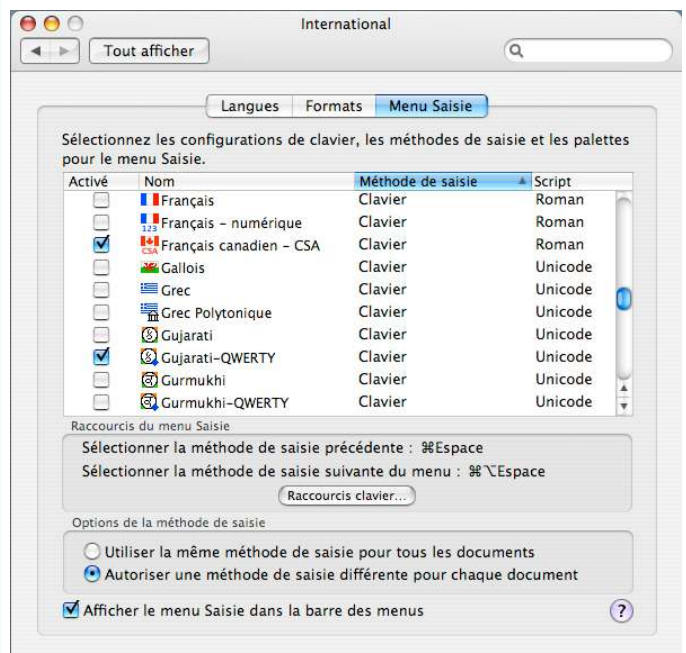 International
Tout afficher
Langues Formats Menu Saisie
Sélectionnez les configurations de clavier, les méthodes de saisie et les palettes
pour le menu Saisie.
Activé Nom Méthode de saisie Script
Français Clavier Roman
123 Français – numérique Clavier Roman
CSA Français canadien – CSA Clavier Roman
Gallois Clavier Unicode
Grec Clavier Unicode
Grec Polytonique Clavier Unicode
Gujarati Clavier Unicode
Gujarati-QWERTY Clavier Unicode
Gurmukhi Clavier Unicode
Gurmukhi-QWERTY Clavier Unicode
Raccourcis du menu Saisie
Sélectionner la méthode de saisie précédente : ⌘Espace
Sélectionner la méthode de saisie suivante du menu : ⌘⌥Espace
Raccourcis clavier...
Options de la méthode de saisie
Utiliser la même méthode de saisie pour tous les documents
Autoriser une méthode de saisie différente pour chaque document
Afficher le menu Saisie dans la barre des menus ?